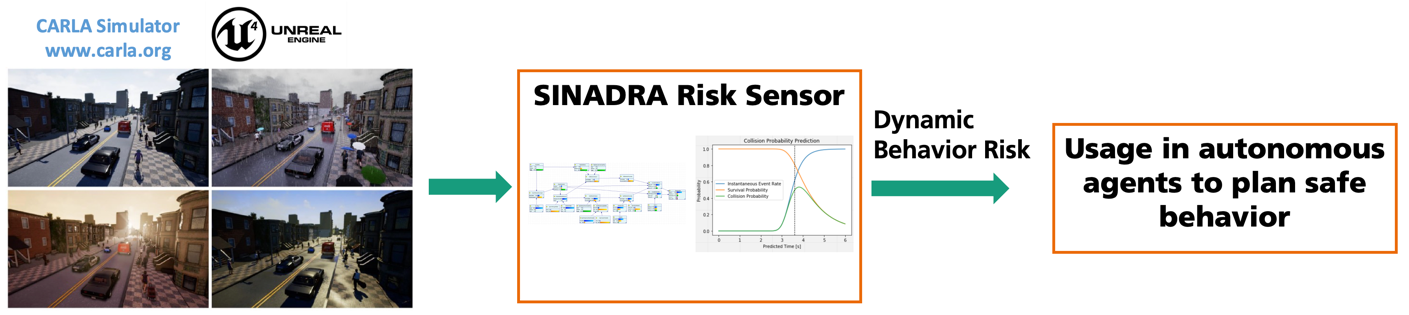 CARLA Simulator
www.carla.org
U4 UNREAL
ENGINE
SINADRA Risk Sensor
Collision Probability Prediction
1.0
0.8
0.6
0.4
0.2
0.0
Probability
Instantaneous Event Rate
Survival Probability
Collision Probability
0 1 2 3 4 5 6
Predicted Time [s]
Dynamic
Behavior Risk
Usage in autonomous
agents to plan safe
behavior